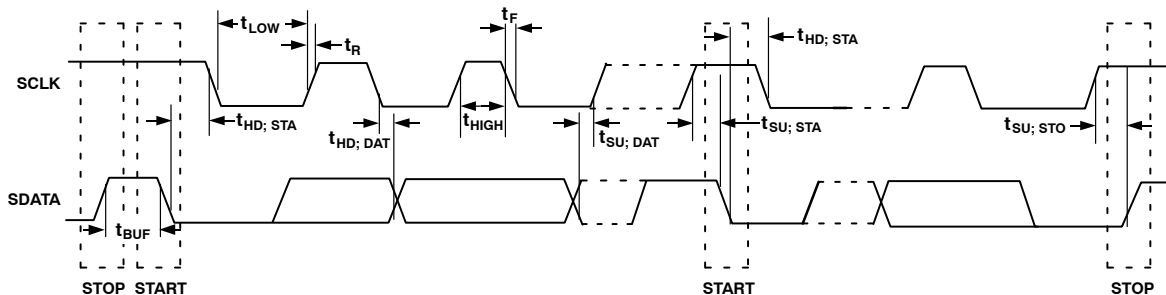 tF
tLOW
tR
tHD; STA
SCLK
tHD; STA
tHD; DAT
tHIGH
tSU; DAT
tSU; STA
tSU; STO
SDATA
tBUF
STOP START
START
STOP